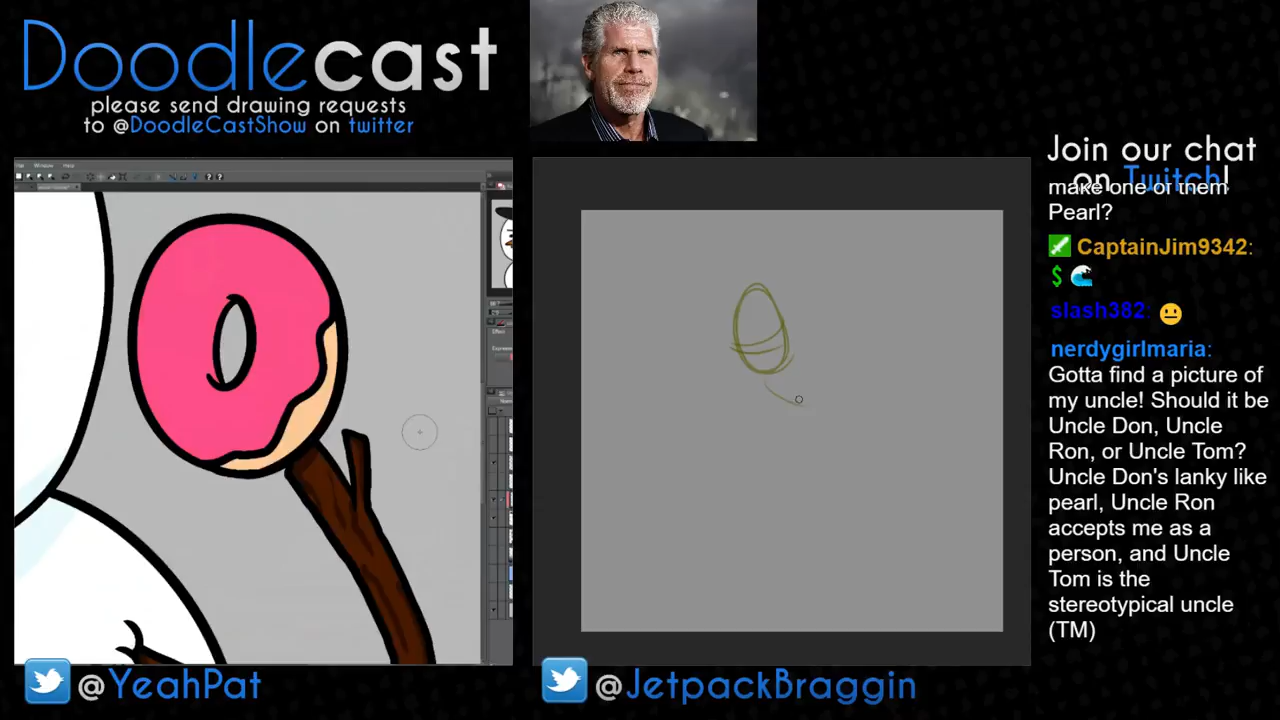 Doodlecast
please send drawing requests
to @DoodleCastShow on twitter
Window Help
Join our chat
on Twitch!
make one of them
Pearl?
CaptainJim9342:
$
slash382:
nerdygirlmaria:
Gotta find a picture of
my uncle! Should it be
Uncle Don, Uncle
Ron, or Uncle Tom?
Uncle Don's lanky like
pearl, Uncle Ron
accepts me as a
person, and Uncle
Tom is the
stereotypical uncle
(TM)
@YeahPat
@JetpackBraggin